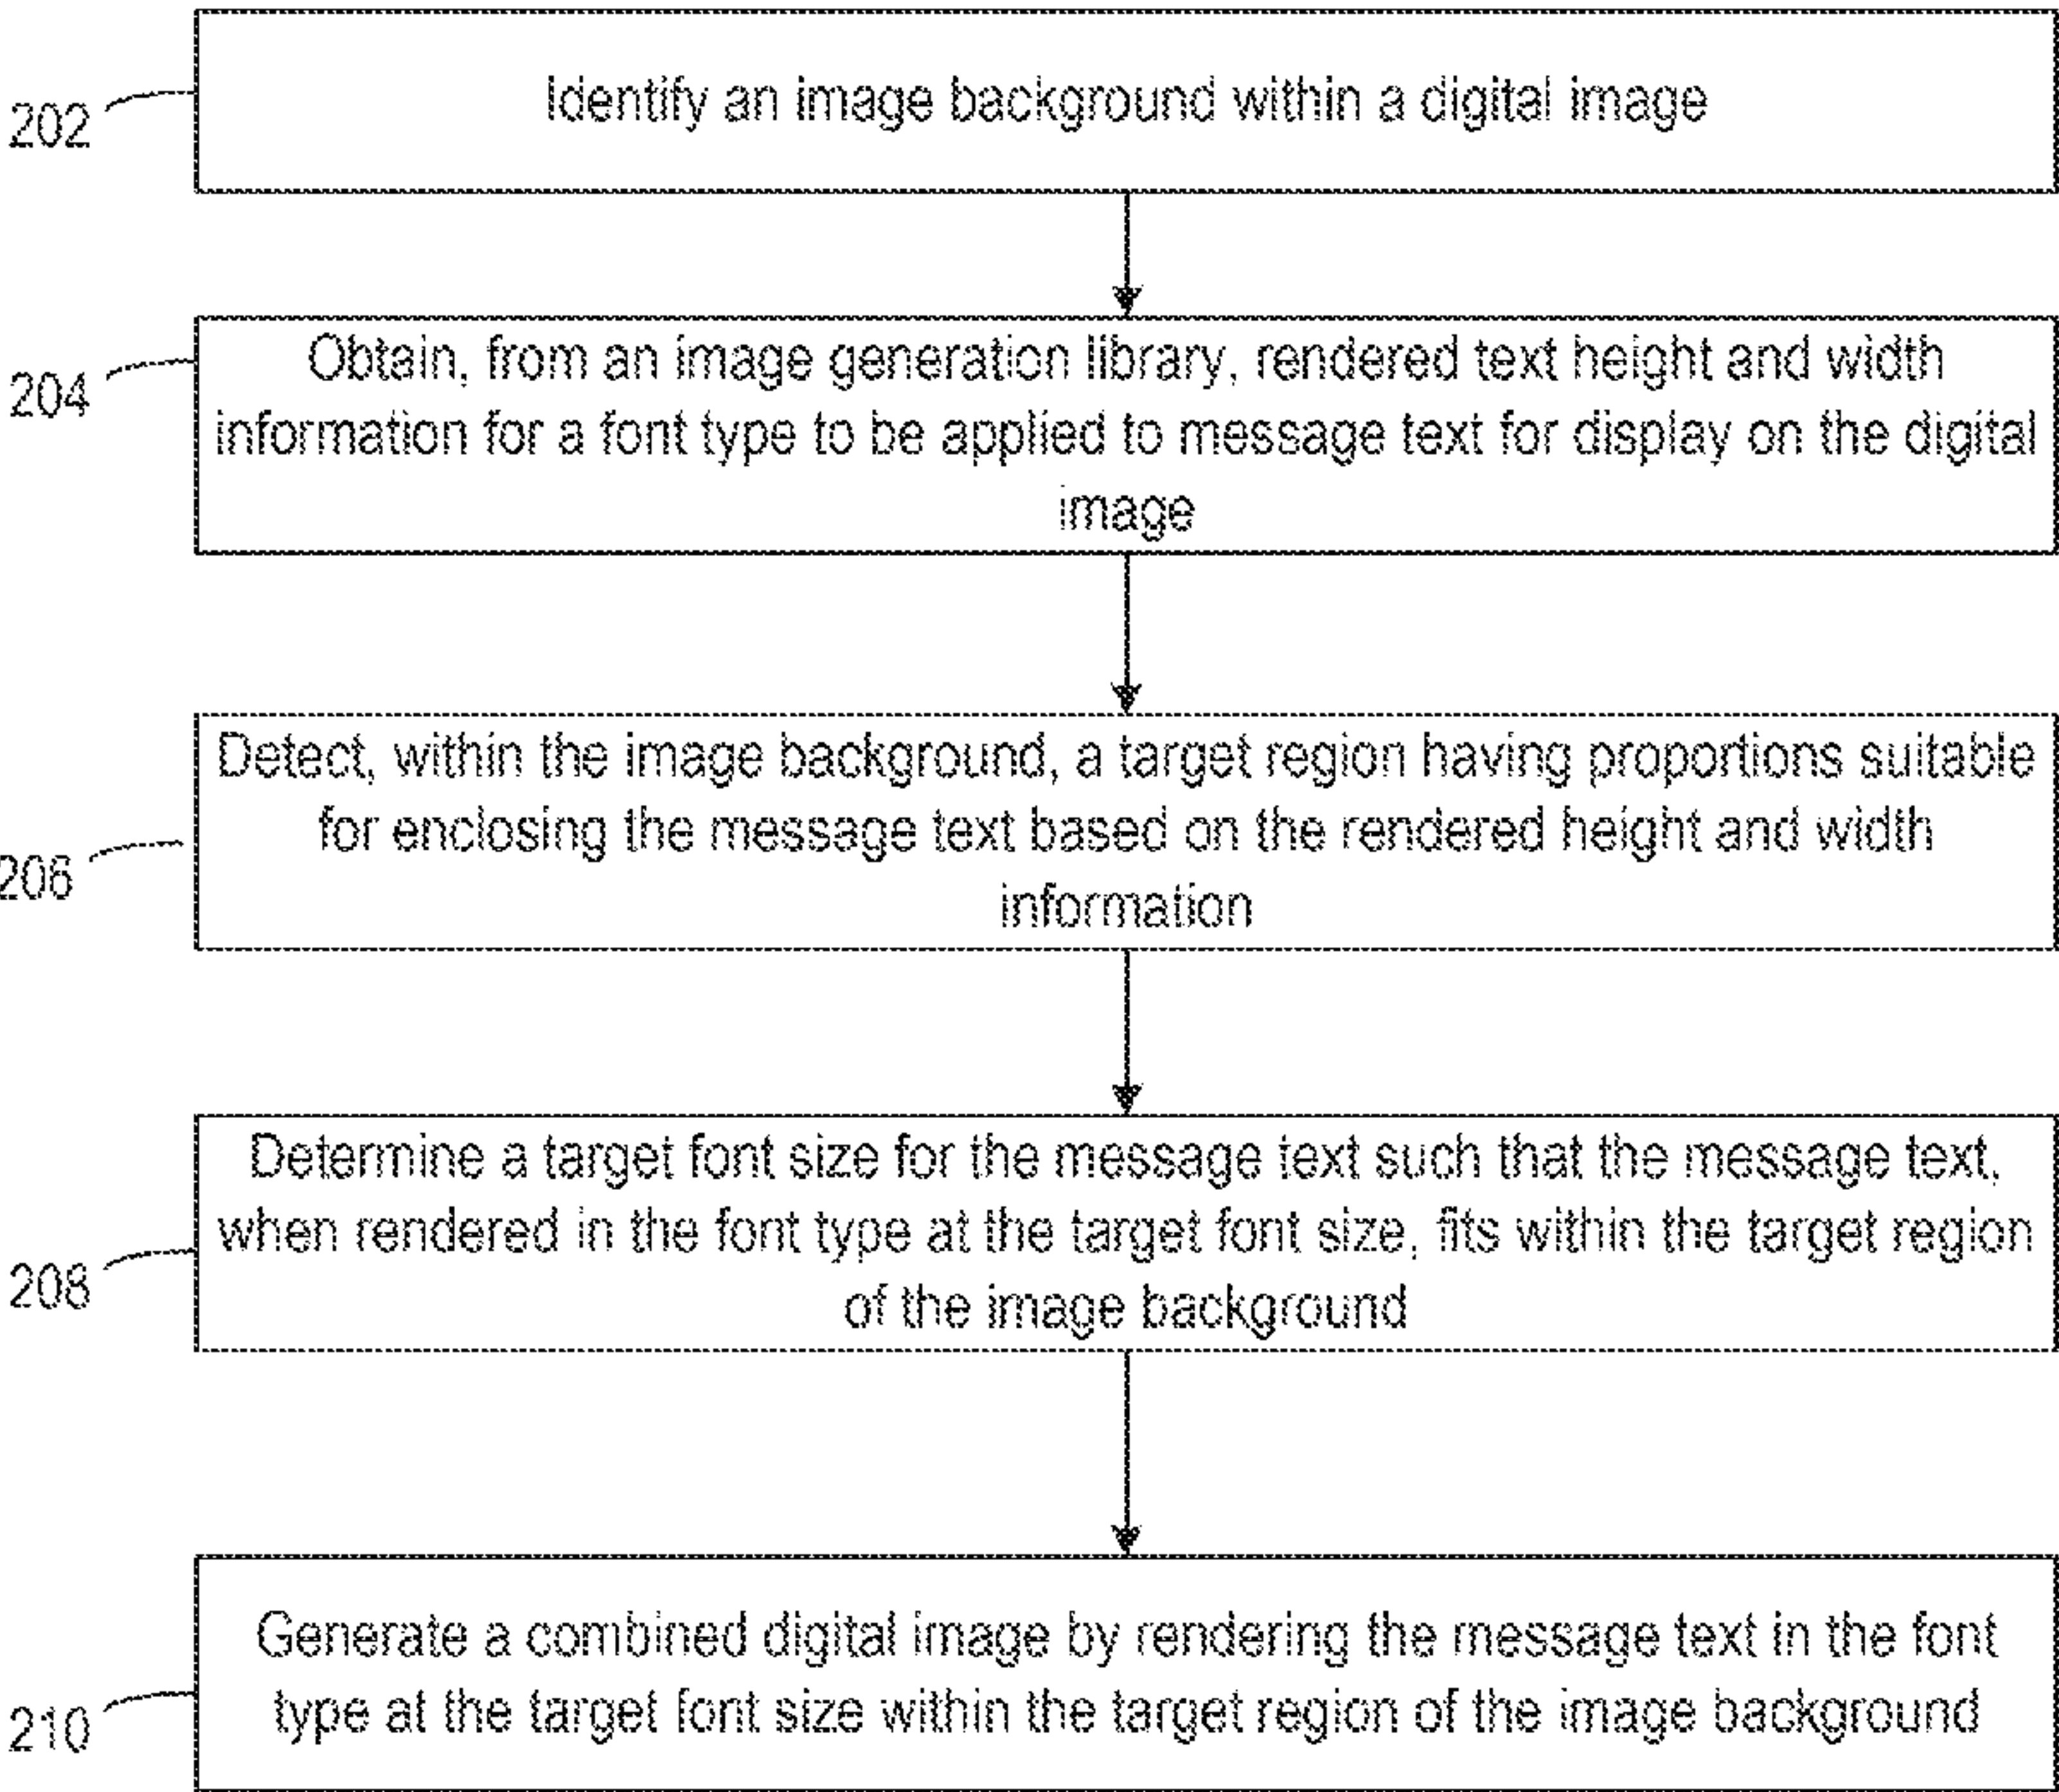 Identify an image background within a digital image
202
Obtain, from an image generation library, rendered text height and width
204
information for a font type to be applied to message text for display on the digital
image
Detect, within the image background, a target region having proportions suitable
for enclosing the message text based on the rendered height and width
206
information
Determine a target font size for the message text such that the message text,
when rendered in the font type at the target font size, fits within the target region
208
of the image background
Generate a combined digital image by rendering the message text in the font
type at the target font size within the target region of the image background
210